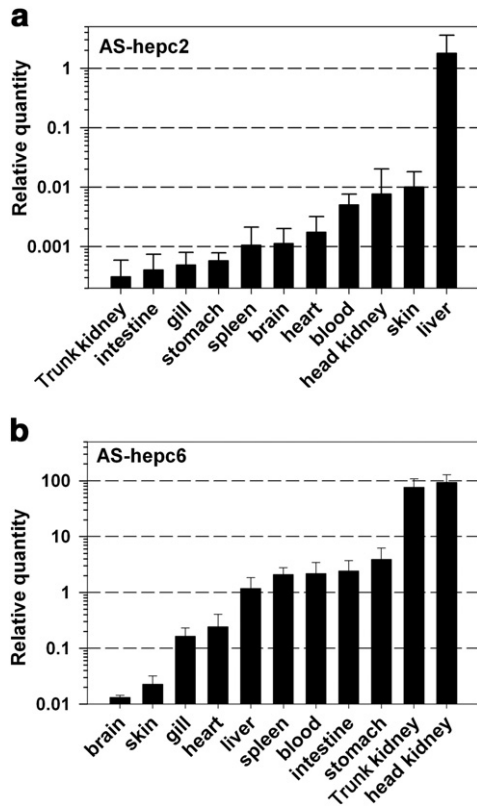 a
AS-hepc2
Relative quantity
1
0.1
0.01
0.001
Trunk kidney
intestine
gill
stomach
spleen
brain
heart
blood
head kidney
skin
liver
b
AS-hepc6
Relative quantity
100
10
1
0.1
0.01
brain
skin
gill
heart
liver
spleen
blood
intestine
stomach
Trunk kidney
head kidney